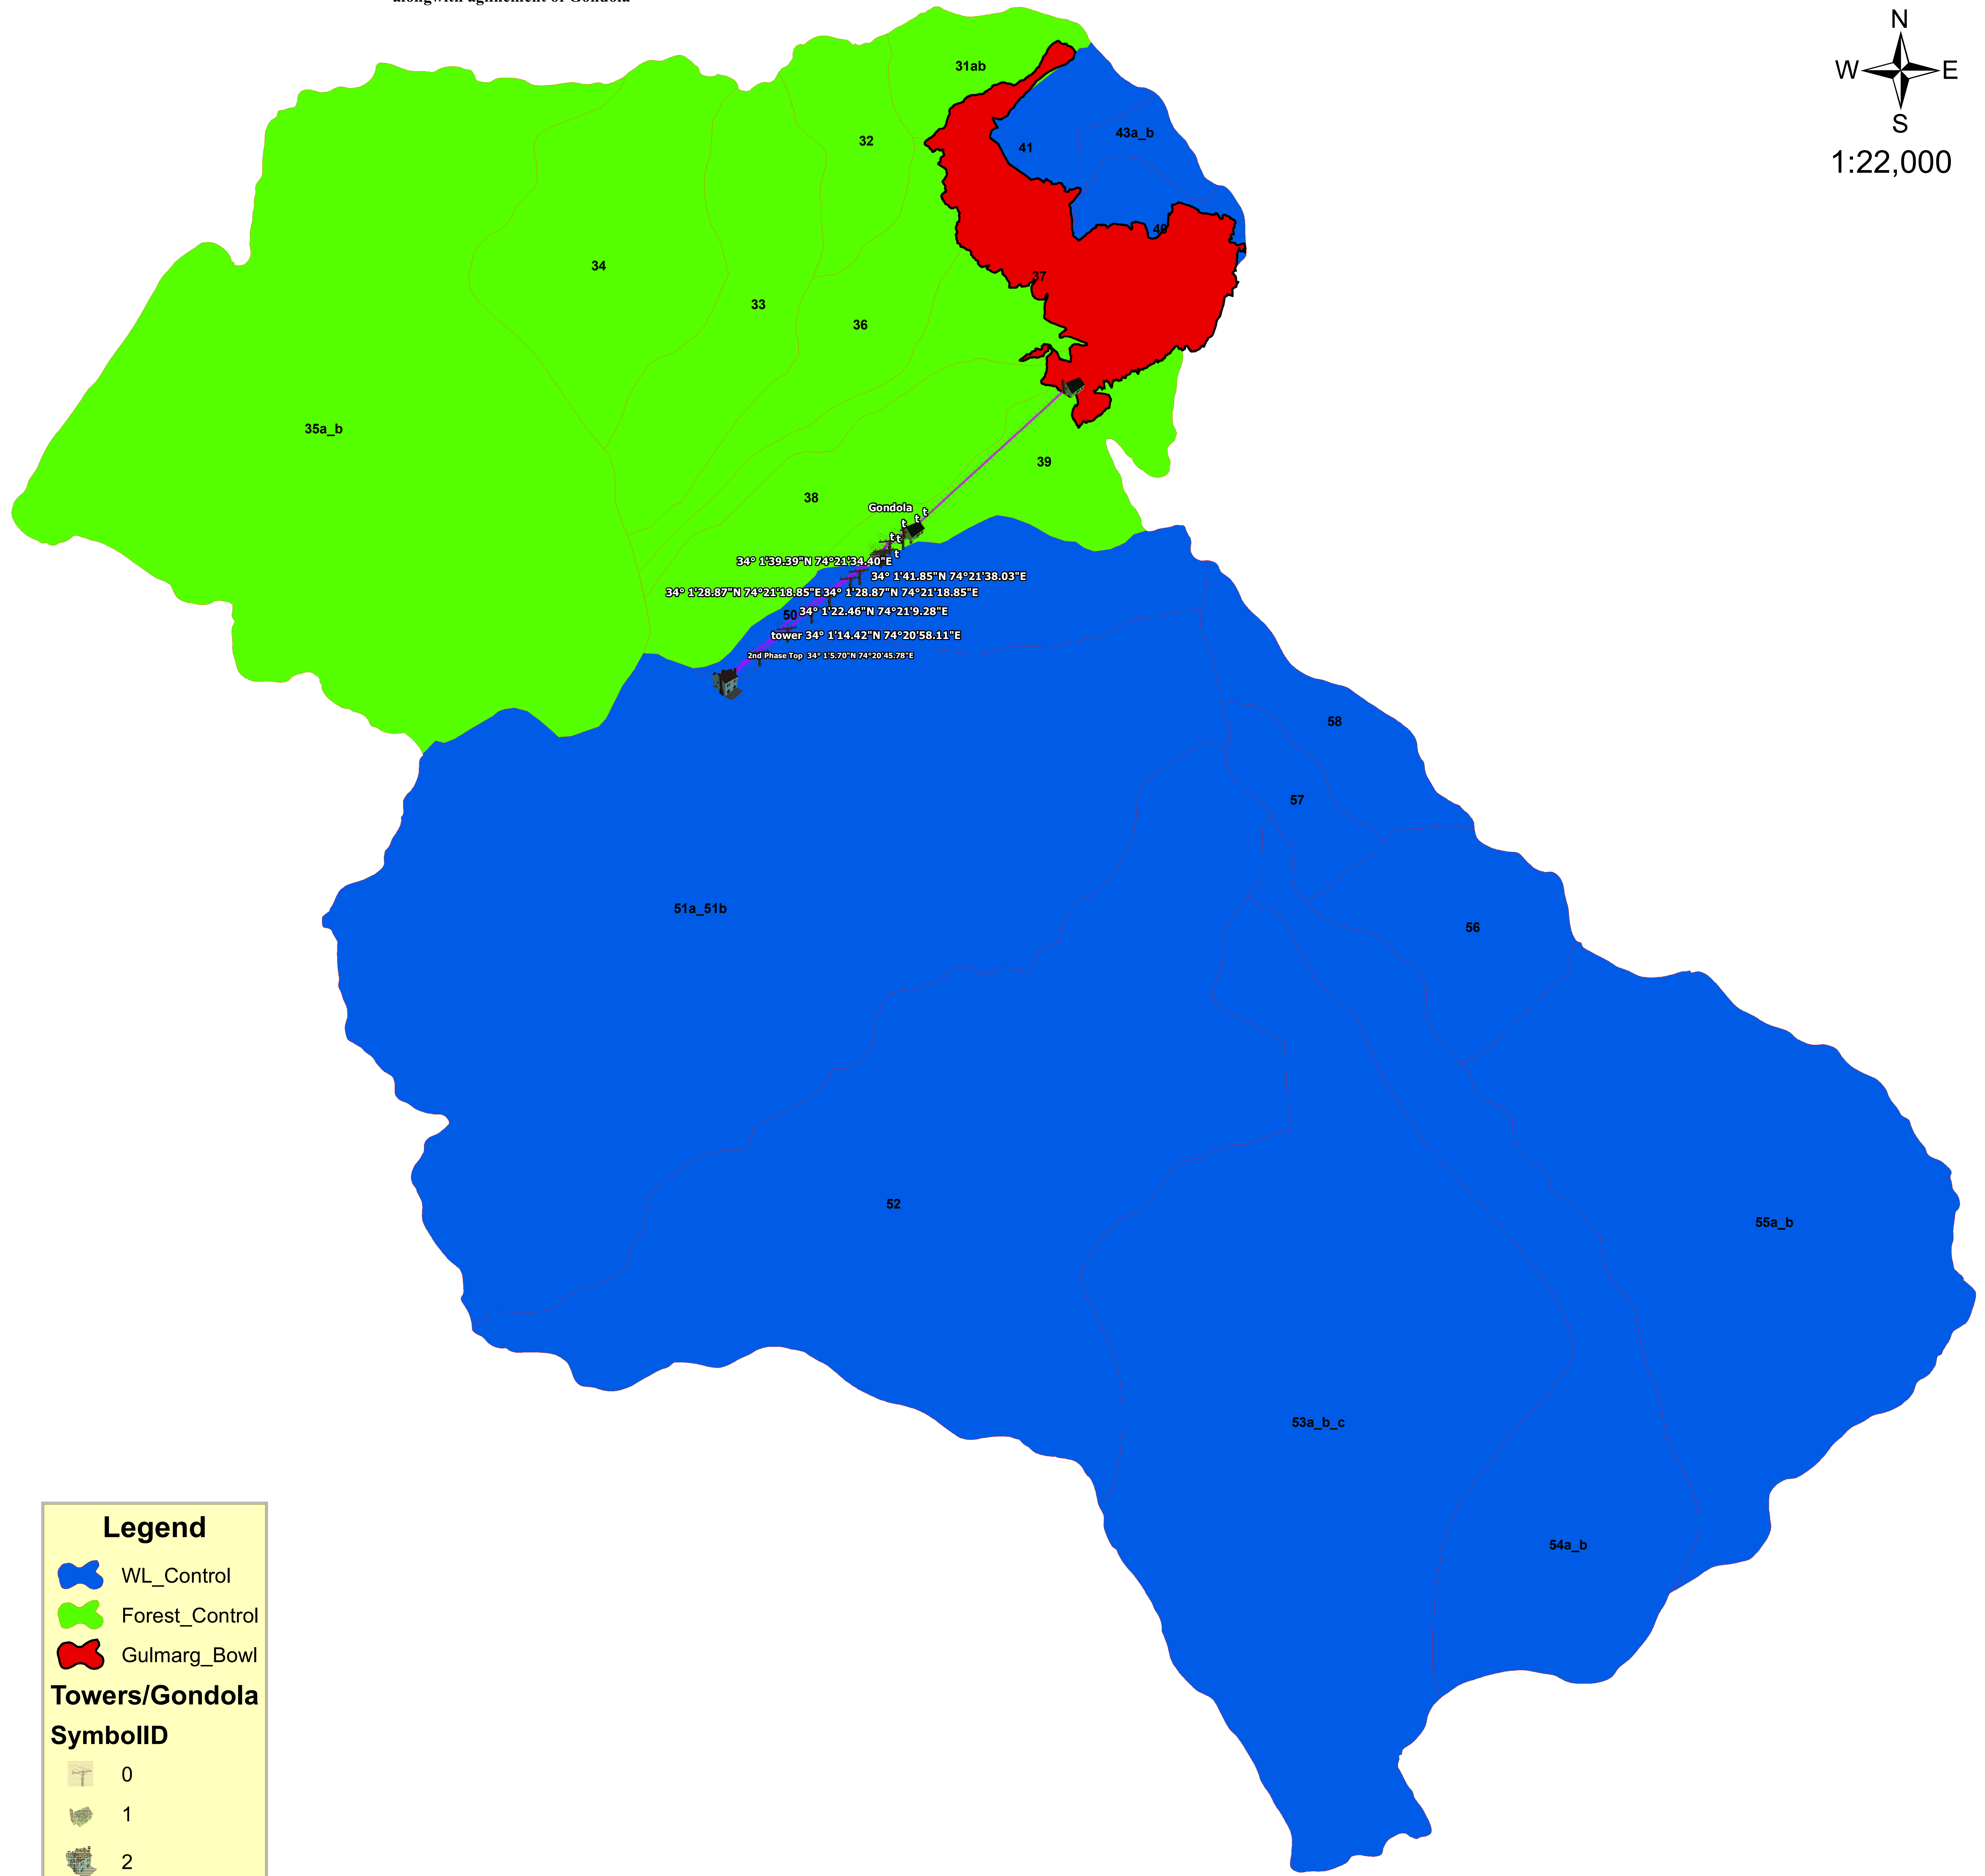 alongwith aglinement of Gondola
N
W E
S
1:22,000
31ab
32
41
43a_b
40
37
34
33
36
35a_b
39
38
Gondola
t
t
t
t
t
t
34° 1'39.39"N 74°21'34.40"E
34° 1'41.85"N 74°21'38.03"E
34° 1'28.87"N 74°21'18.85"E
34° 1'28.87"N 74°21'18.85"E
50
34° 1'22.46"N 74°21'9.28"E
tower 34° 1'14.42"N 74°20'58.11"E
2nd Phase Top 34° 1'5.70"N 74°20'45.78"E
58
57
51a_51b
56
52
55a_b
53a_b_c
54a_b
Legend
WL_Control
Forest_Control
Gulmarg_Bowl
Towers/Gondola
SymbolID
0
1
2